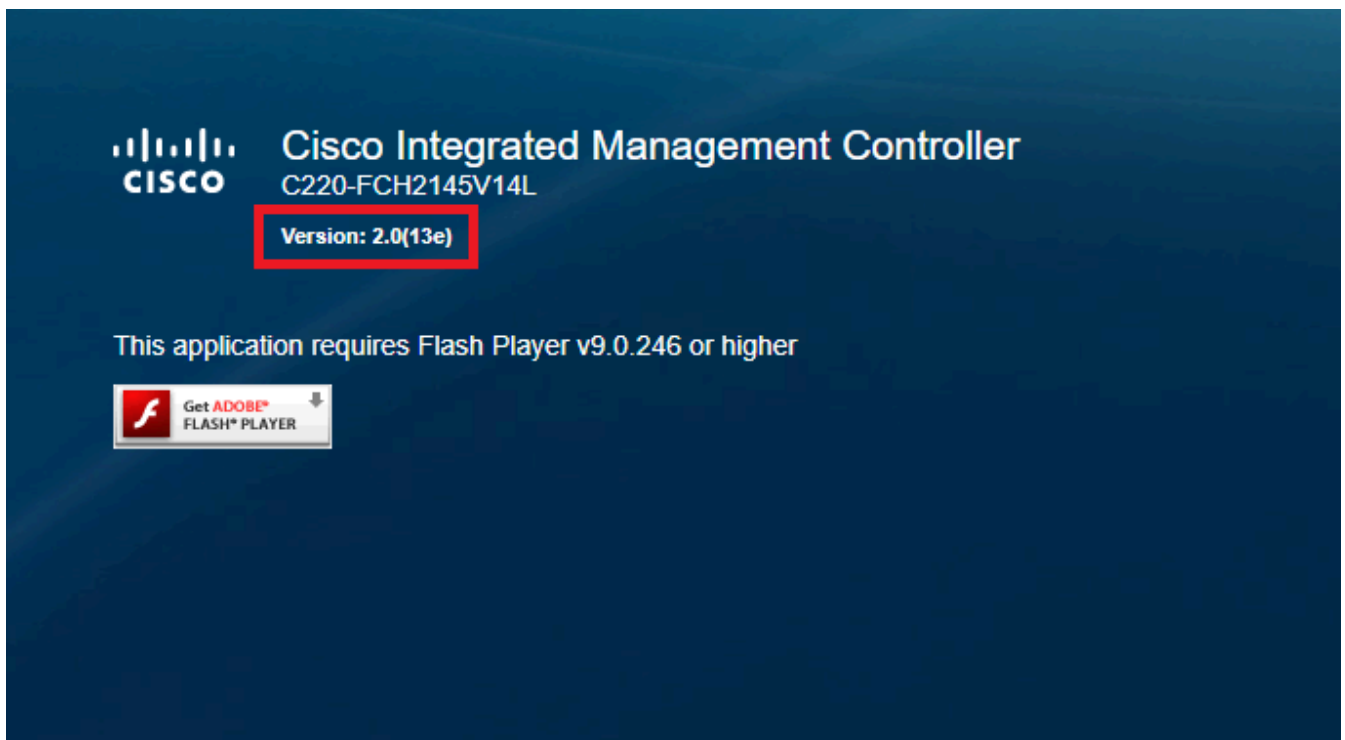 CISCO
Cisco Integrated Management Controller
C220-FCH2145V14L
Version: 2.0(13e)
This application requires Flash Player v9.0.246 or higher
Get ADOBE®
FLASH® PLAYER